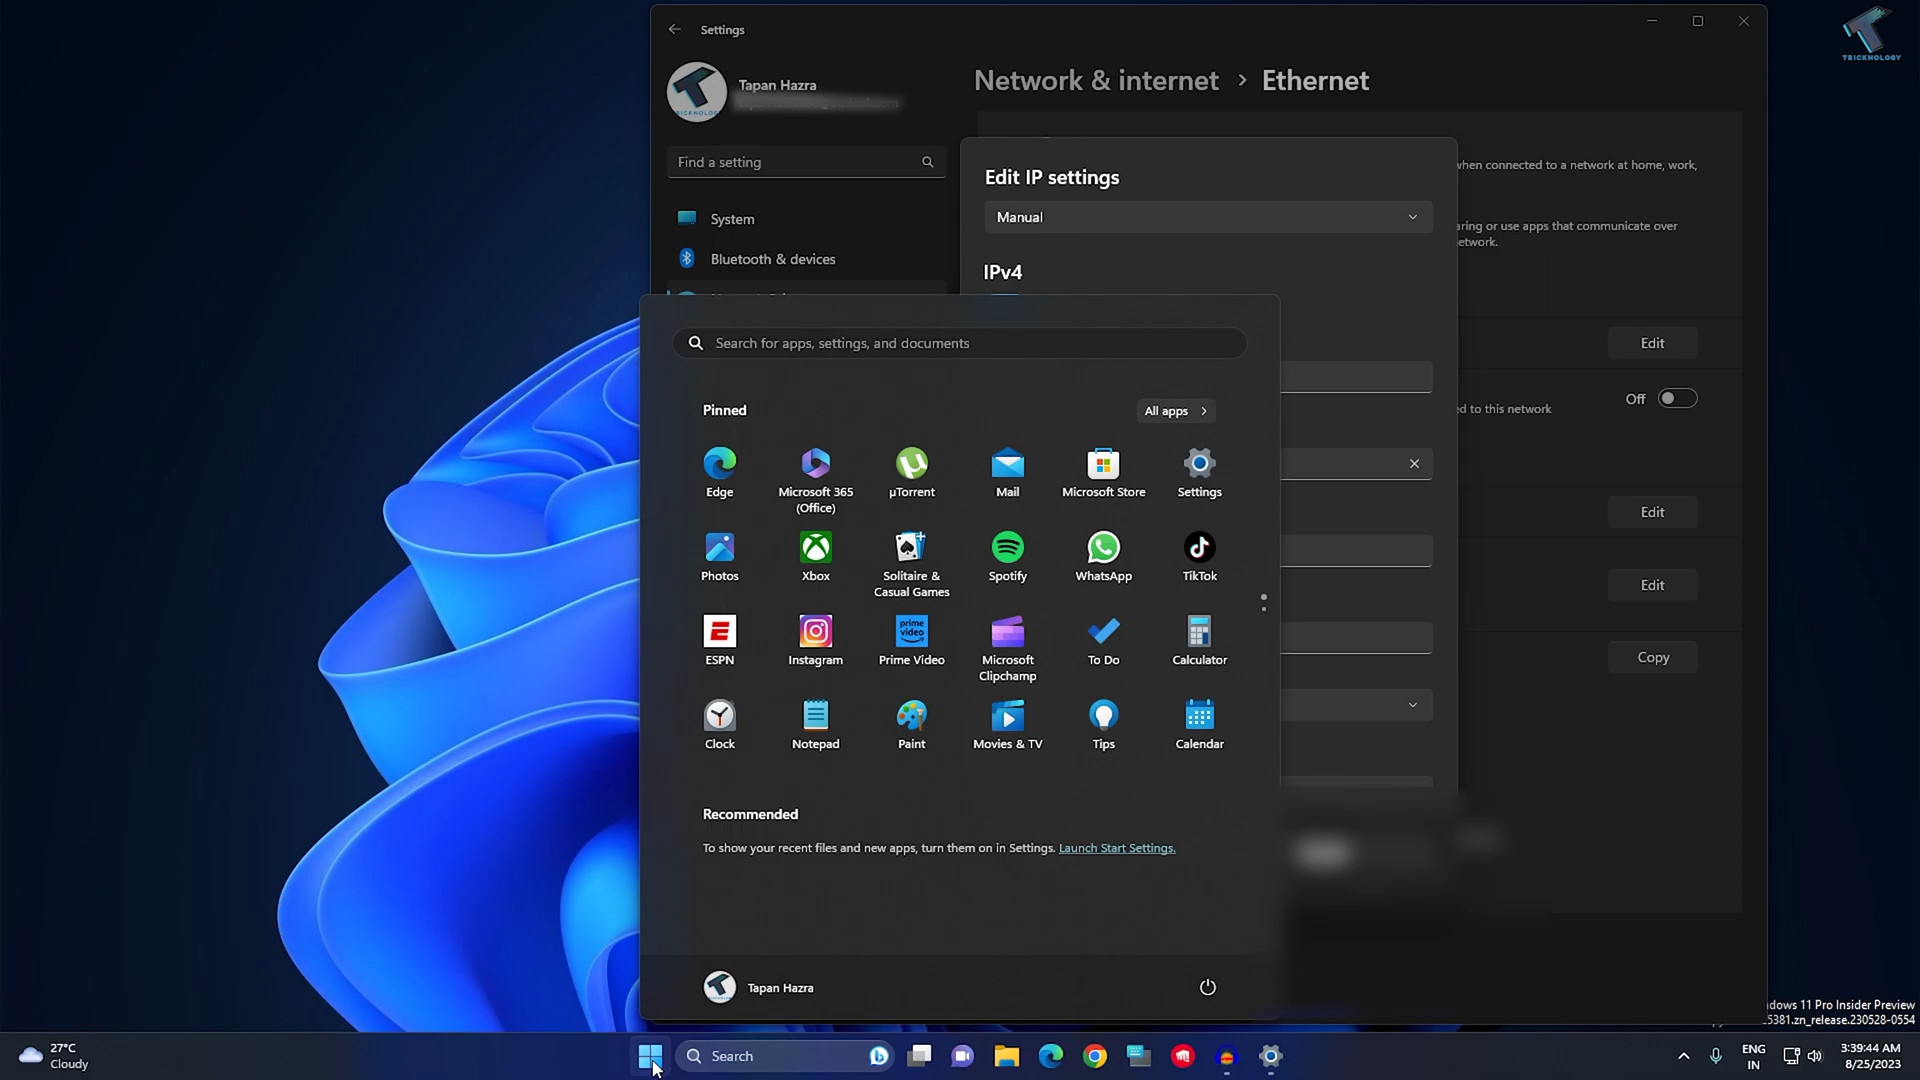 Settings
TRICKNOLOGY
Tapan Hazra
Network & internet > Ethernet
Find a setting
when connected to a network at home, work,
Edit IP settings
Manual
System
aring or use apps that communicate over
etwork.
Bluetooth & devices
IPv4
Search for apps, settings, and documents
Edit
Off
ed to this network
Pinned
All apps
Edge
Microsoft 365
(Office)
µTorrent
Mail
Microsoft Store
Settings
Edit
Photos
Xbox
Solitaire &
Casual Games
Spotify
WhatsApp
TikTok
Edit
ESPN
Instagram
prime
video
Prime Video
Microsoft
Clipchamp
To Do
Calculator
Copy
Clock
Notepad
Paint
Movies & TV
Tips
Calendar
Recommended
To show your recent files and new apps, turn them on in Settings. Launch Start Settings.
Tapan Hazra
dows 11 Pro Insider Preview
5381.zn_release.230528-0554
27°C
Cloudy
Search
ENG
IN
3:39:44 AM
8/25/2023